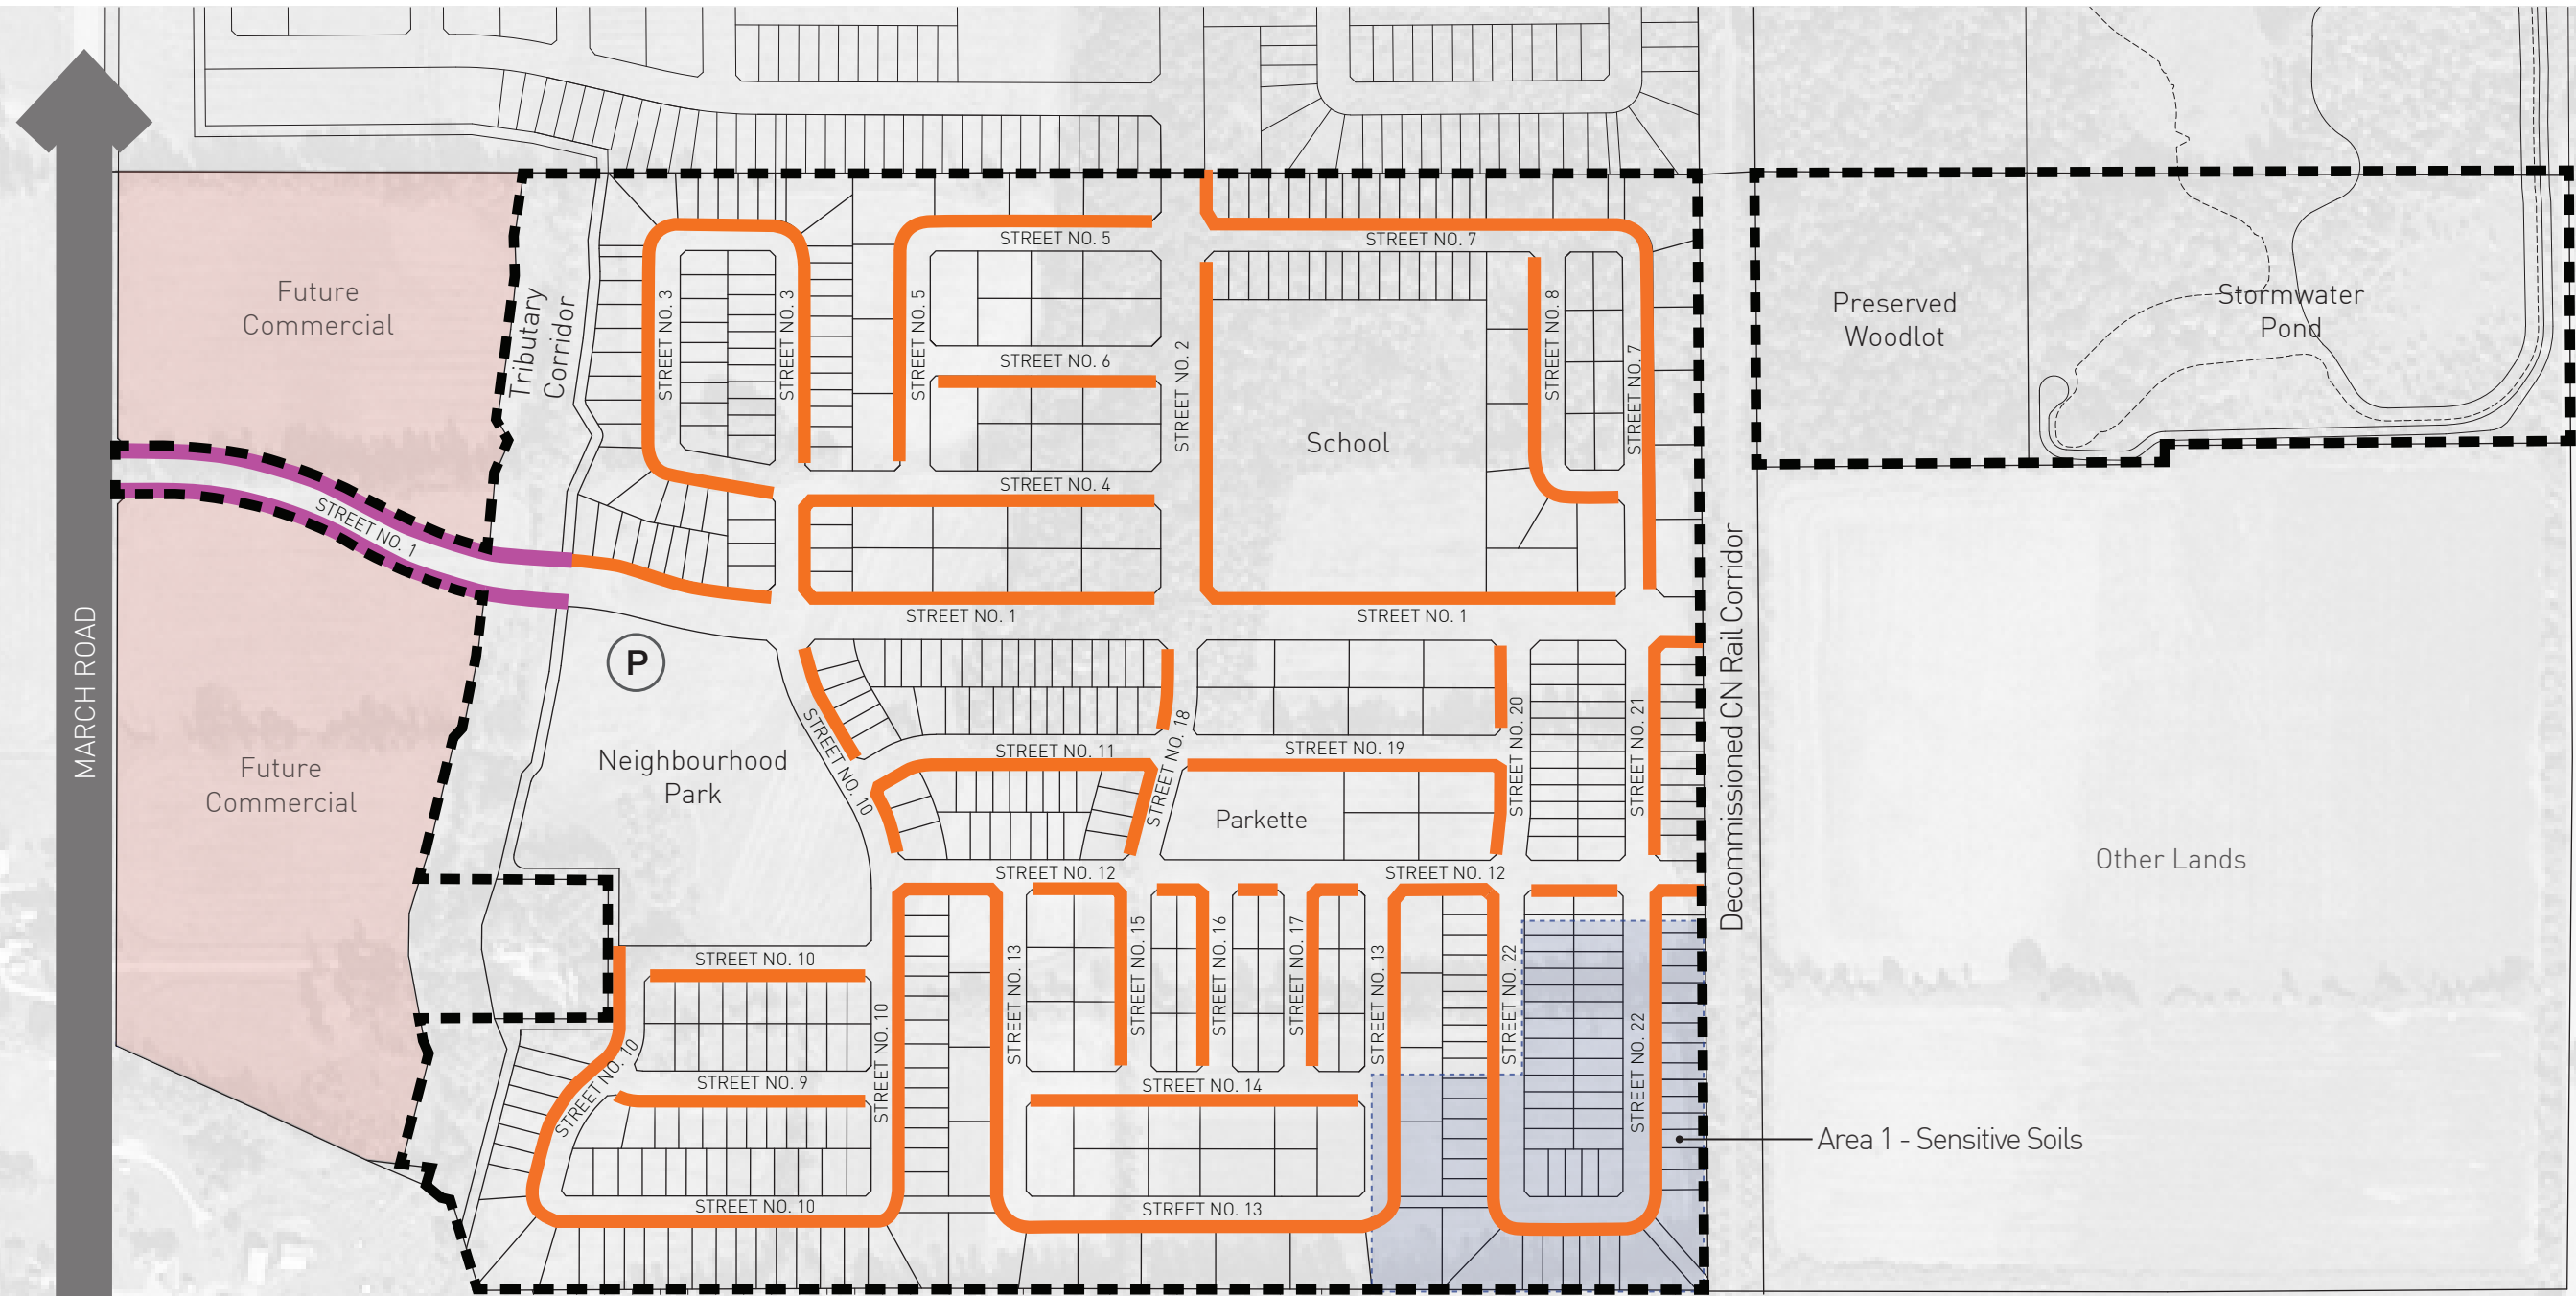 MARCH ROAD
Future
Commercial
Tributary
Corridor
STREET NO. 1
Future
Commercial
P
Neighbourhood
Park
STREET NO. 3
STREET NO. 3
STREET NO. 5
STREET NO. 5
STREET NO. 6
STREET NO. 4
STREET NO. 2
STREET NO. 7
School
STREET NO. 8
STREET NO. 7
STREET NO. 1
STREET NO. 1
Preserved
Woodlot
Stormwater
Pond
Decommissioned CN Rail Corridor
Other Lands
STREET NO. 10
STREET NO. 11
STREET NO. 18
STREET NO. 19
Parkette
STREET NO. 20
STREET NO. 21
STREET NO. 12
STREET NO. 12
STREET NO. 10
STREET NO. 10
STREET NO. 9
STREET NO. 10
STREET NO. 10
STREET NO. 13
STREET NO. 15
STREET NO. 16
STREET NO. 17
STREET NO. 13
STREET NO. 14
STREET NO. 13
STREET NO. 22
STREET NO. 22
Area 1 - Sensitive Soils